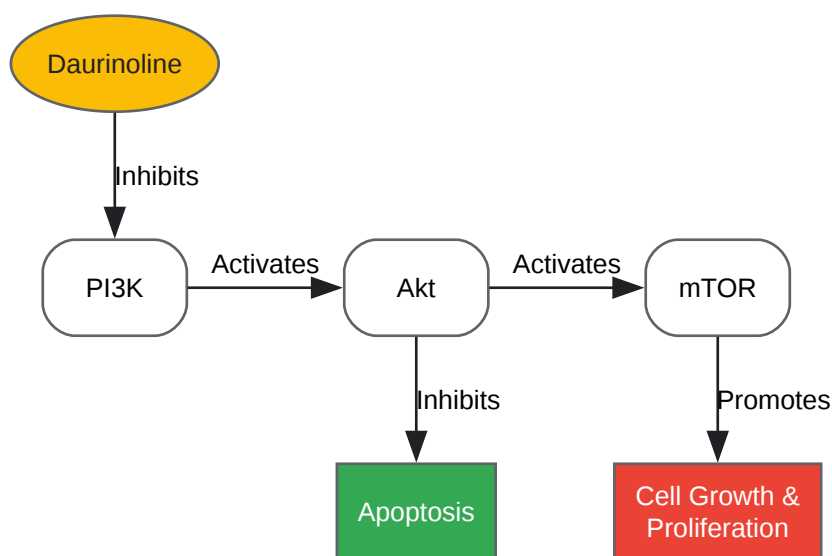 Daurinoline
Inhibits
Activates
Activates
PI3K
Akt
mTOR
Inhibits
Promotes
Apoptosis
Cell Growth &
Proliferation